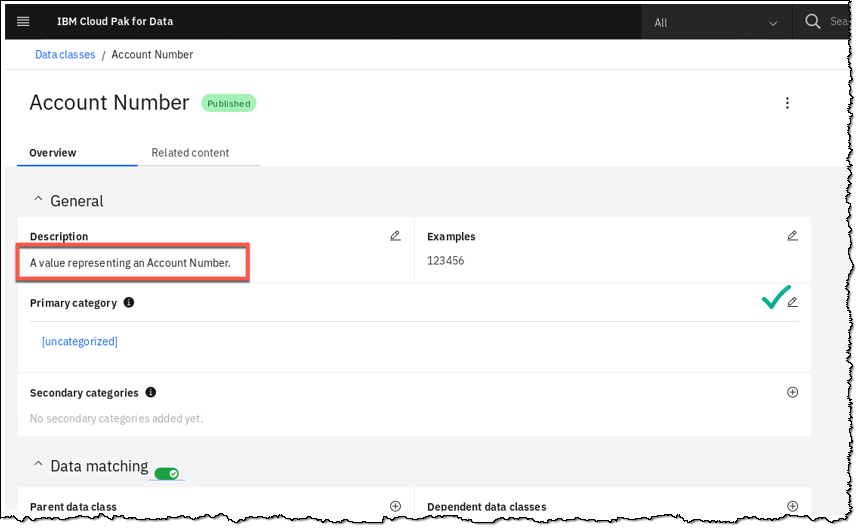 IBM Cloud Pak for Data
All
Sea
Data classes / Account Number
Account Number
Published
Overview
Related content
General
Description
A value representing an Account Number.
Examples
123456
Primary category
[uncategorized]
Secondary categories
No secondary categories added yet.
Data matching
Parent data class
Dependent data classes